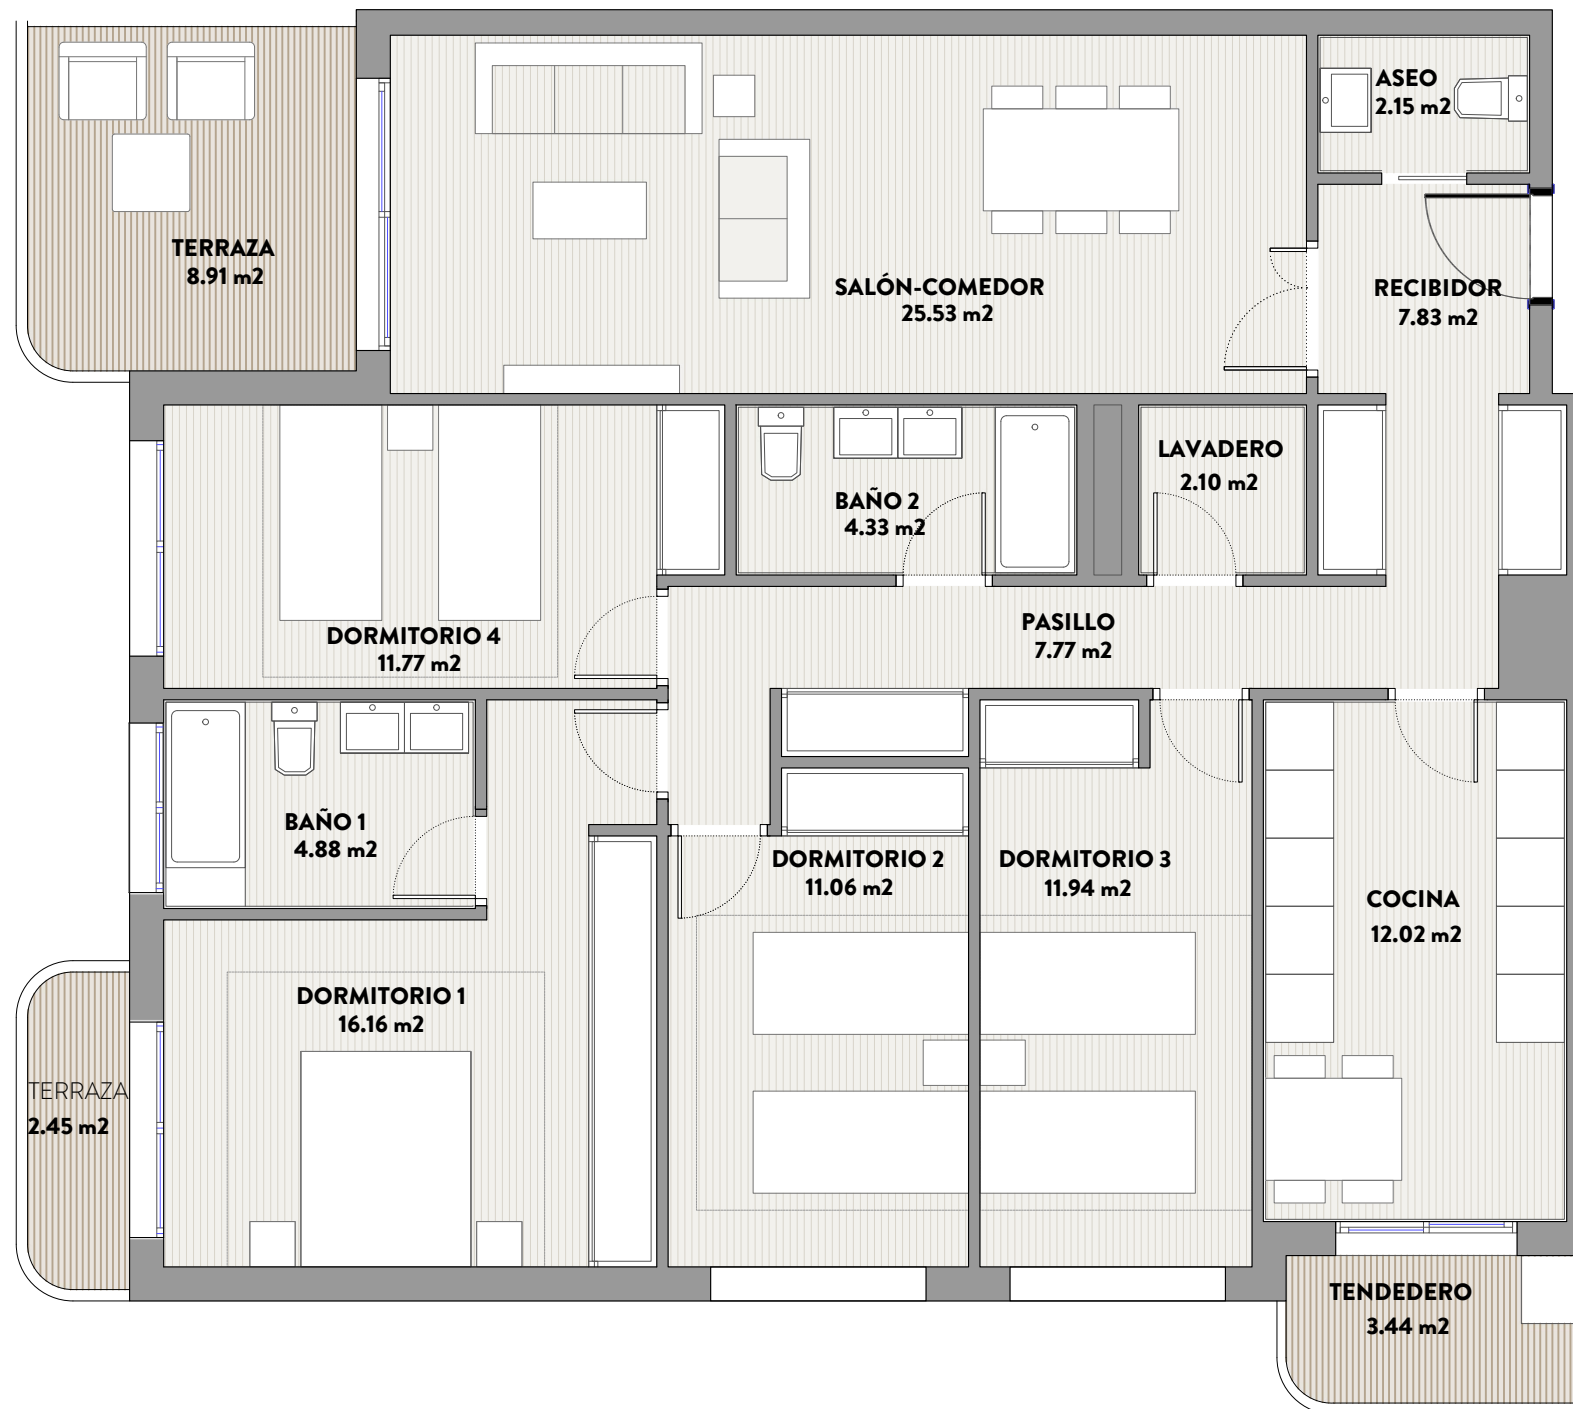 ASEO
2.15 m2
TERRAZA
8.91 m2
SALÓN-COMEDOR
25.53 m2
RECIBIDOR
7.83 m2
LAVADERO
2.10 m2
BAÑO 2
4.33 m2
DORMITORIO 4
11.77 m2
PASILLO
7.77 m2
BAÑO 1
4.88 m2
DORMITORIO 2
11.06 m2
DORMITORIO 3
11.94 m2
COCINA
12.02 m2
DORMITORIO 1
16.16 m2
TERRAZA
2.45 m2
TENDEDERO
3.44 m2